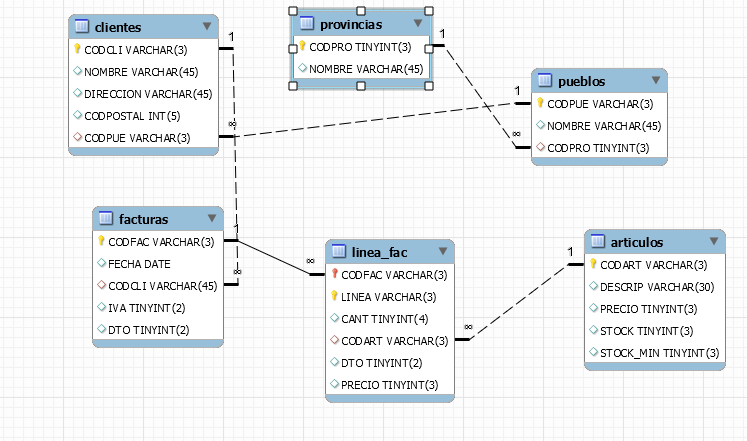 clientes
CODCLI VARCHAR(3)
NOMBRE VARCHAR(45)
DIRECCION VARCHAR(45)
CODPOSTAL INT(5)
CODPUE VARCHAR(3)
1
∞
provincias
CODPRO TINYINT(3)
NOMBRE VARCHAR(45)
1
pueblos
CODPUE VARCHAR(3)
NOMBRE VARCHAR(45)
CODPRO TINYINT(3)
1
∞
facturas
CODFAC VARCHAR(3)
FECHA DATE
CODCLI VARCHAR(45)
IVA TINYINT(2)
DTO TINYINT(2)
1
∞
linea_fac
CODFAC VARCHAR(3)
LINEA VARCHAR(3)
CANT TINYINT(4)
CODART VARCHAR(3)
DTO TINYINT(2)
PRECIO TINYINT(3)
∞
∞
articulos
CODART VARCHAR(3)
DESCRIP VARCHAR(30)
PRECIO TINYINT(3)
STOCK TINYINT(3)
STOCK_MIN TINYINT(3)
1